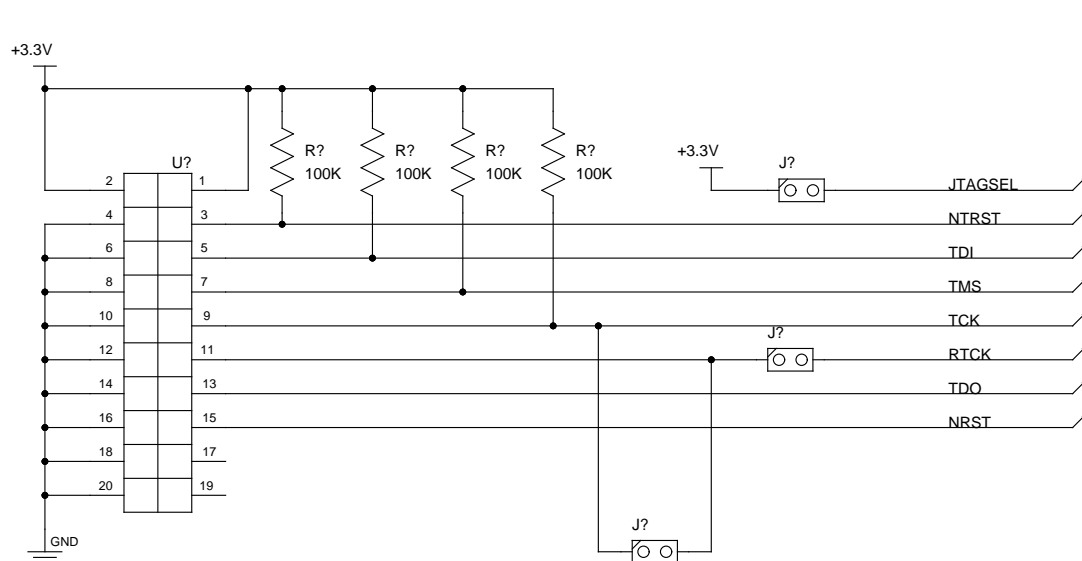 +3.3V
U?
R?
100K
R?
100K
R?
100K
R?
100K
+3.3V
J?
JTAGSEL
2 1
4 3 NTRST
6 5 TDI
8 7 TMS
10 9 TCK
J?
12 11 RTCK
14 13 TDO
16 15 NRST
18 17
20 19
J?
GND